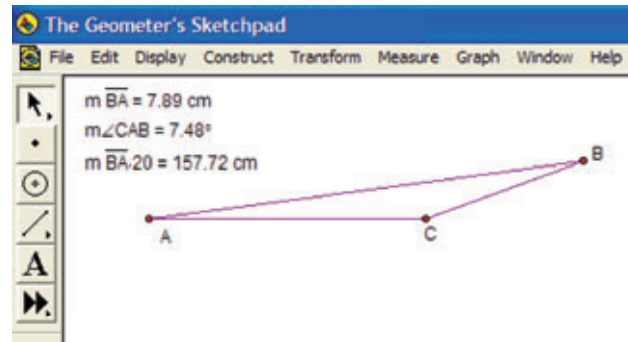 The Geometer's Sketchpad
File Edit Display Construct Transform Measure Graph Window Help
m BA = 7.89 cm
m∠CAB = 7.48°
m BA·20 = 157.72 cm
B
A
C
A